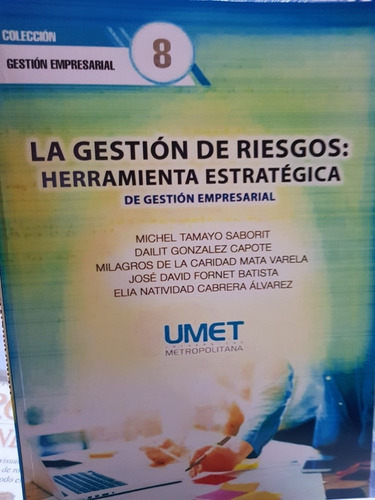 COLECCIÓN
GESTIÓN EMPRESARIAL
8
LA GESTIÓN DE RIESGOS:
HERRAMIENTA ESTRATÉGICA
DE GESTIÓN EMPRESARIAL
MICHEL TAMAYO SABORIT
DAILIT GONZALEZ CAPOTE
MILAGROS DE LA CARIDAD MATA VARELA
JOSÉ DAVID FORNET BATISTA
ELIA NATIVIDAD CABRERA ÁLVAREZ
UMET
UNIVERSIDAD
METROPOLITANA